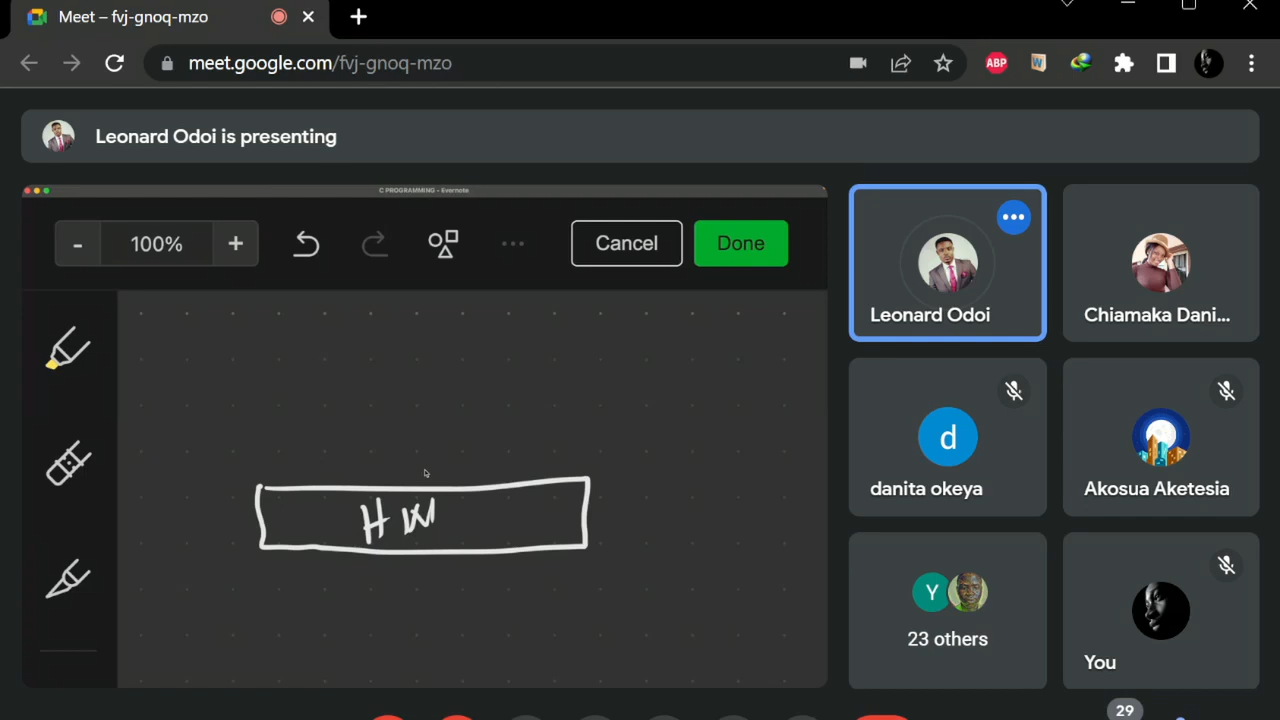 Meet – fvj-gnoq-mzo
meet.google.com/fvj-gnoq-mzo
ABP
W
Leonard Odoi is presenting
C PROGRAMMING - Evernote
- 100% +
Cancel
Done
H W
Leonard Odoi
Chiamaka Dani...
d
danita okeya
Akosua Aketesia
Y
23 others
You
29